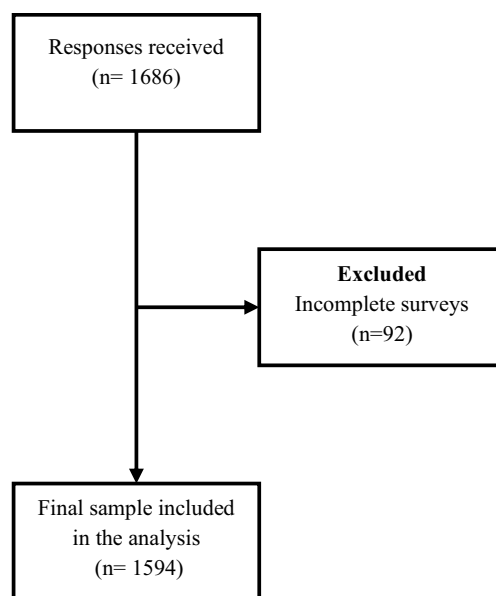 Responses received
(n= 1686)
Excluded
Incomplete surveys
(n=92)
Final sample included
in the analysis
(n= 1594)